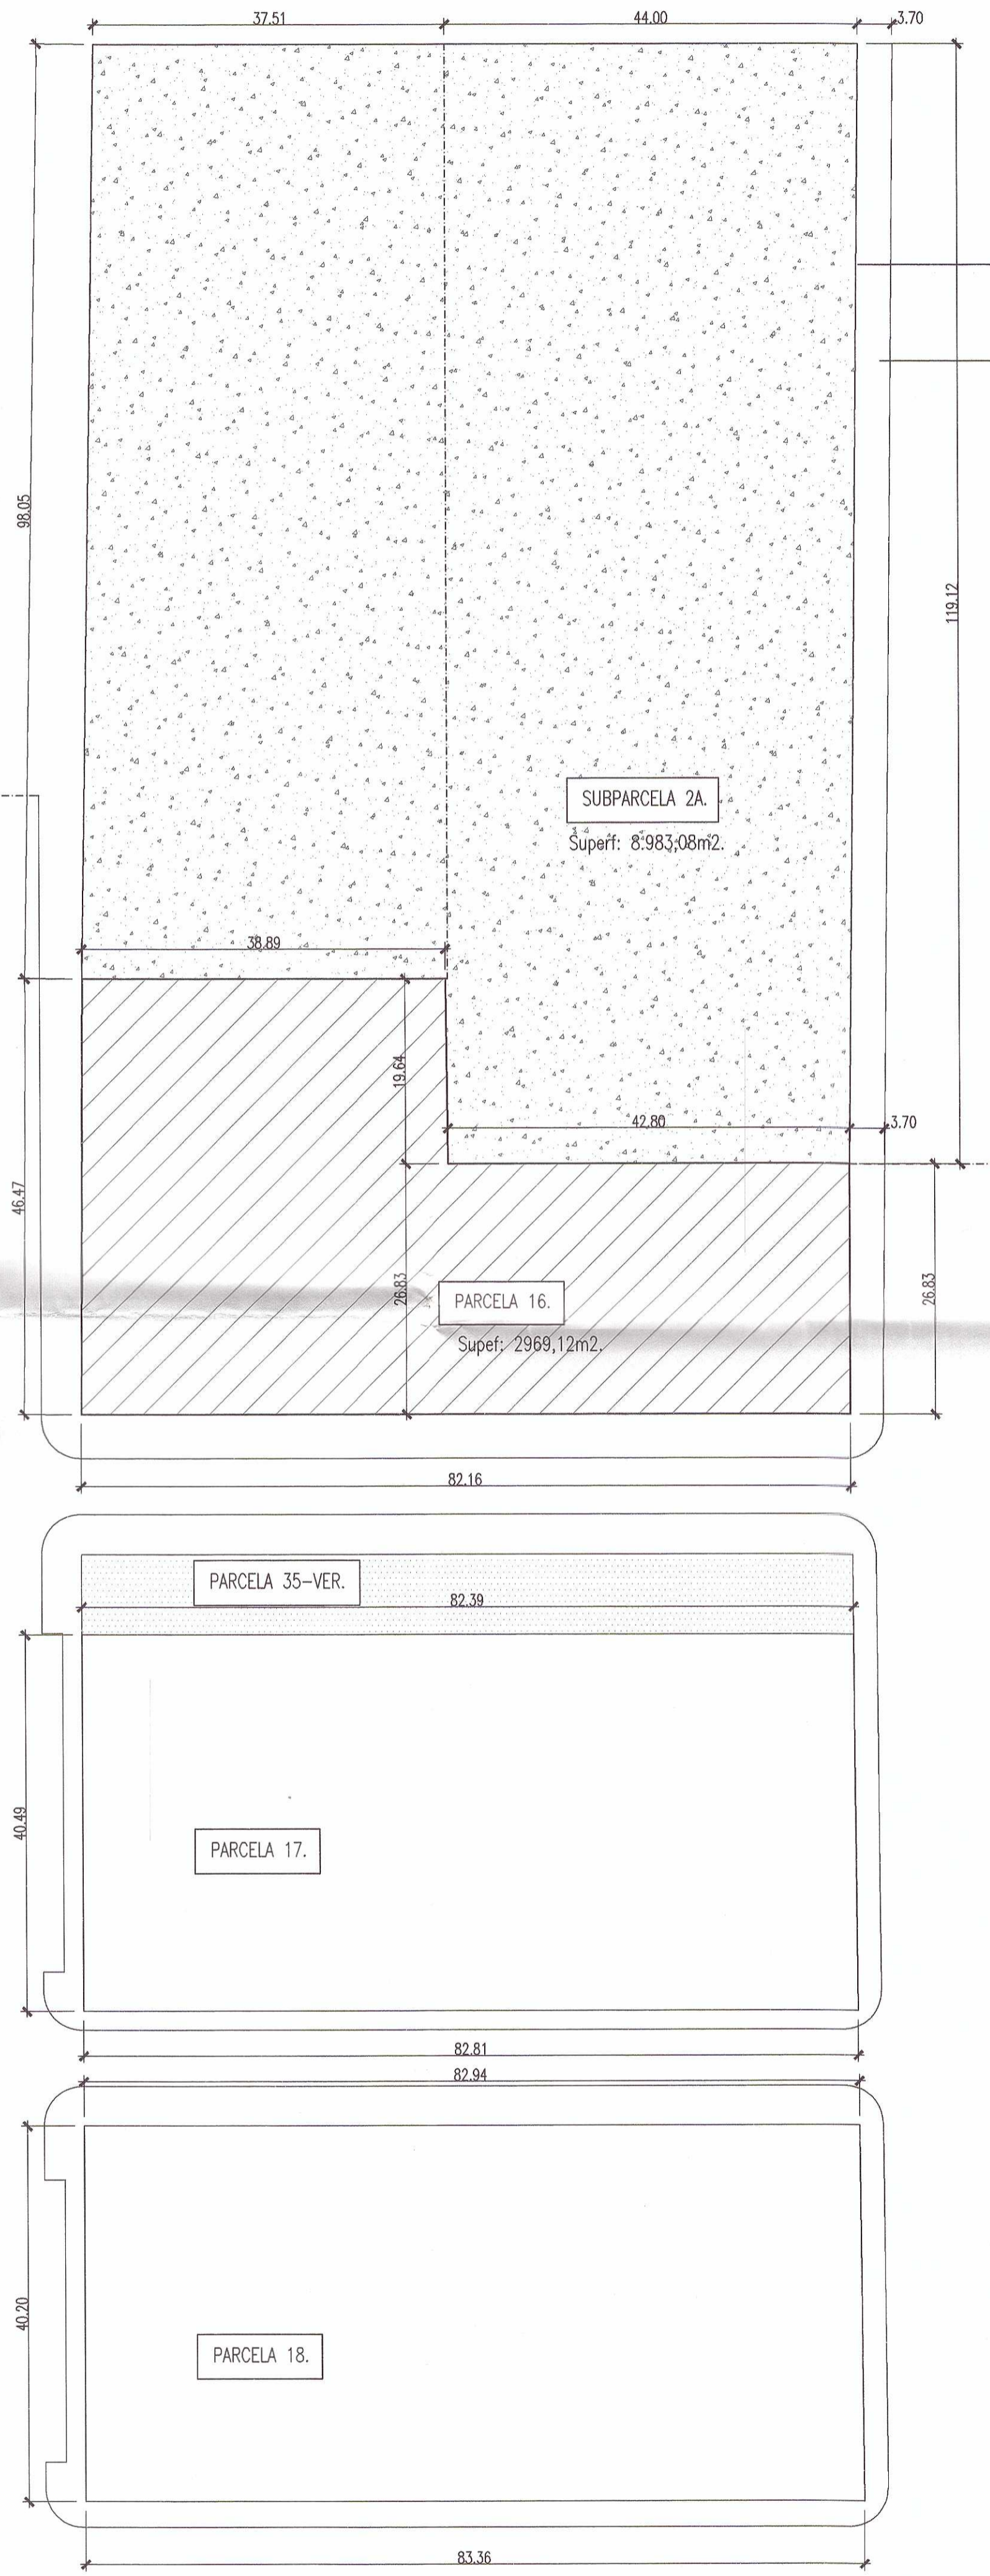 37.51
44.00
3.70
98.05
119.12
SUBPARCELA 2A.
Superf: 8.983,08m2.
38.89
19.64
42.80
3.70
46.47
26.83
26.83
PARCELA 16.
Supef: 2969,12m2.
82.16
PARCELA 35-VER.
82.39
40.49
PARCELA 17.
82.81
82.94
40.20
PARCELA 18.
83.36